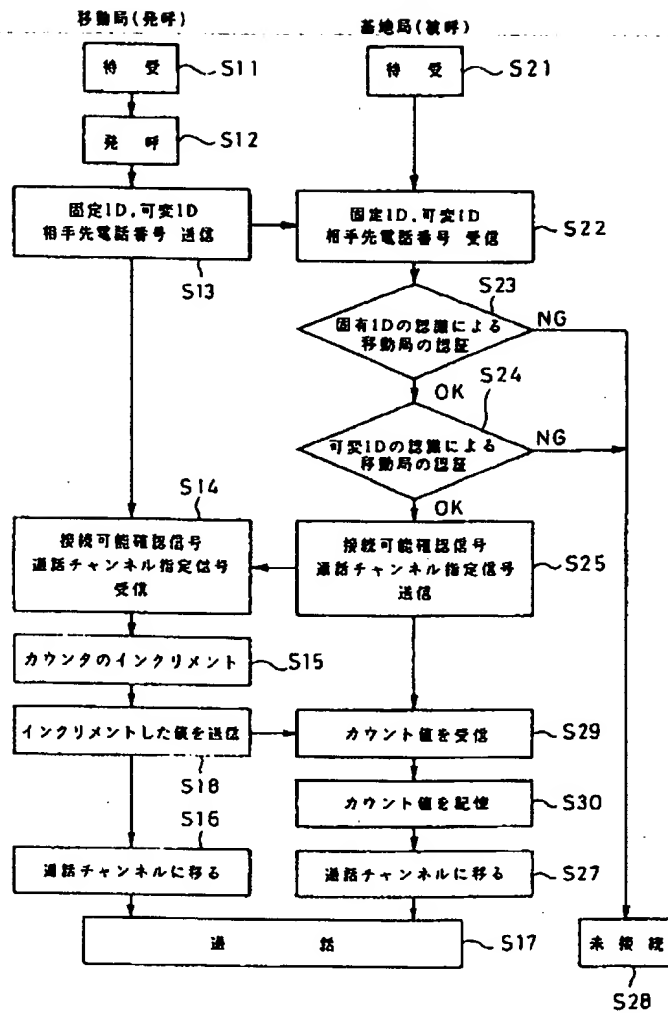 移動局(発呼)
基地局(被呼)
待受
S11
待受
S21
発呼
S12
固定ID,可変ID
相手先電話番号 送信
S13
固定ID,可変ID
相手先電話番号 受信
S22
S23
固有IDの認識による
移動局の認証
NG
OK
S24
可変IDの認識による
移動局の認証
NG
OK
S14
接続可能確認信号
通話チャンネル指定信号
受信
接続可能確認信号
通話チャンネル指定信号
送信
S25
カウンタのインクリメント
S15
インクリメントした値を送信
S18
カウント値を受信
S29
カウント値を記憶
S30
S16
通話チャンネルに移る
通話チャンネルに移る
S27
通話
S17
未接続
S28